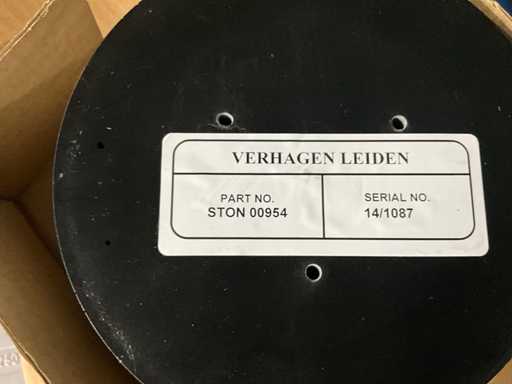 VERHAGEN LEIDEN
PART NO.
STON 00954
SERIAL NO.
14/1087